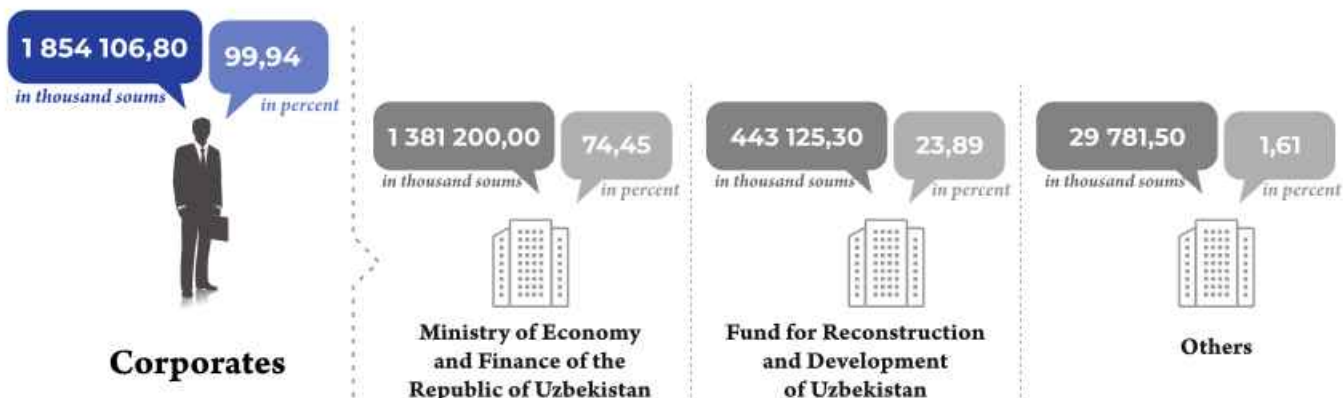 1 854 106,80
99,94
in thousand soums
in percent
Corporates
1 381 200,00
74,45
in thousand soums
in percent
Ministry of Economy
and Finance of the
Republic of Uzbekistan
443 125,30
23,89
in thousand soums
in percent
Fund for Reconstruction
and Development
of Uzbekistan
29 781,50
1,61
in thousand soums
in percent
Others